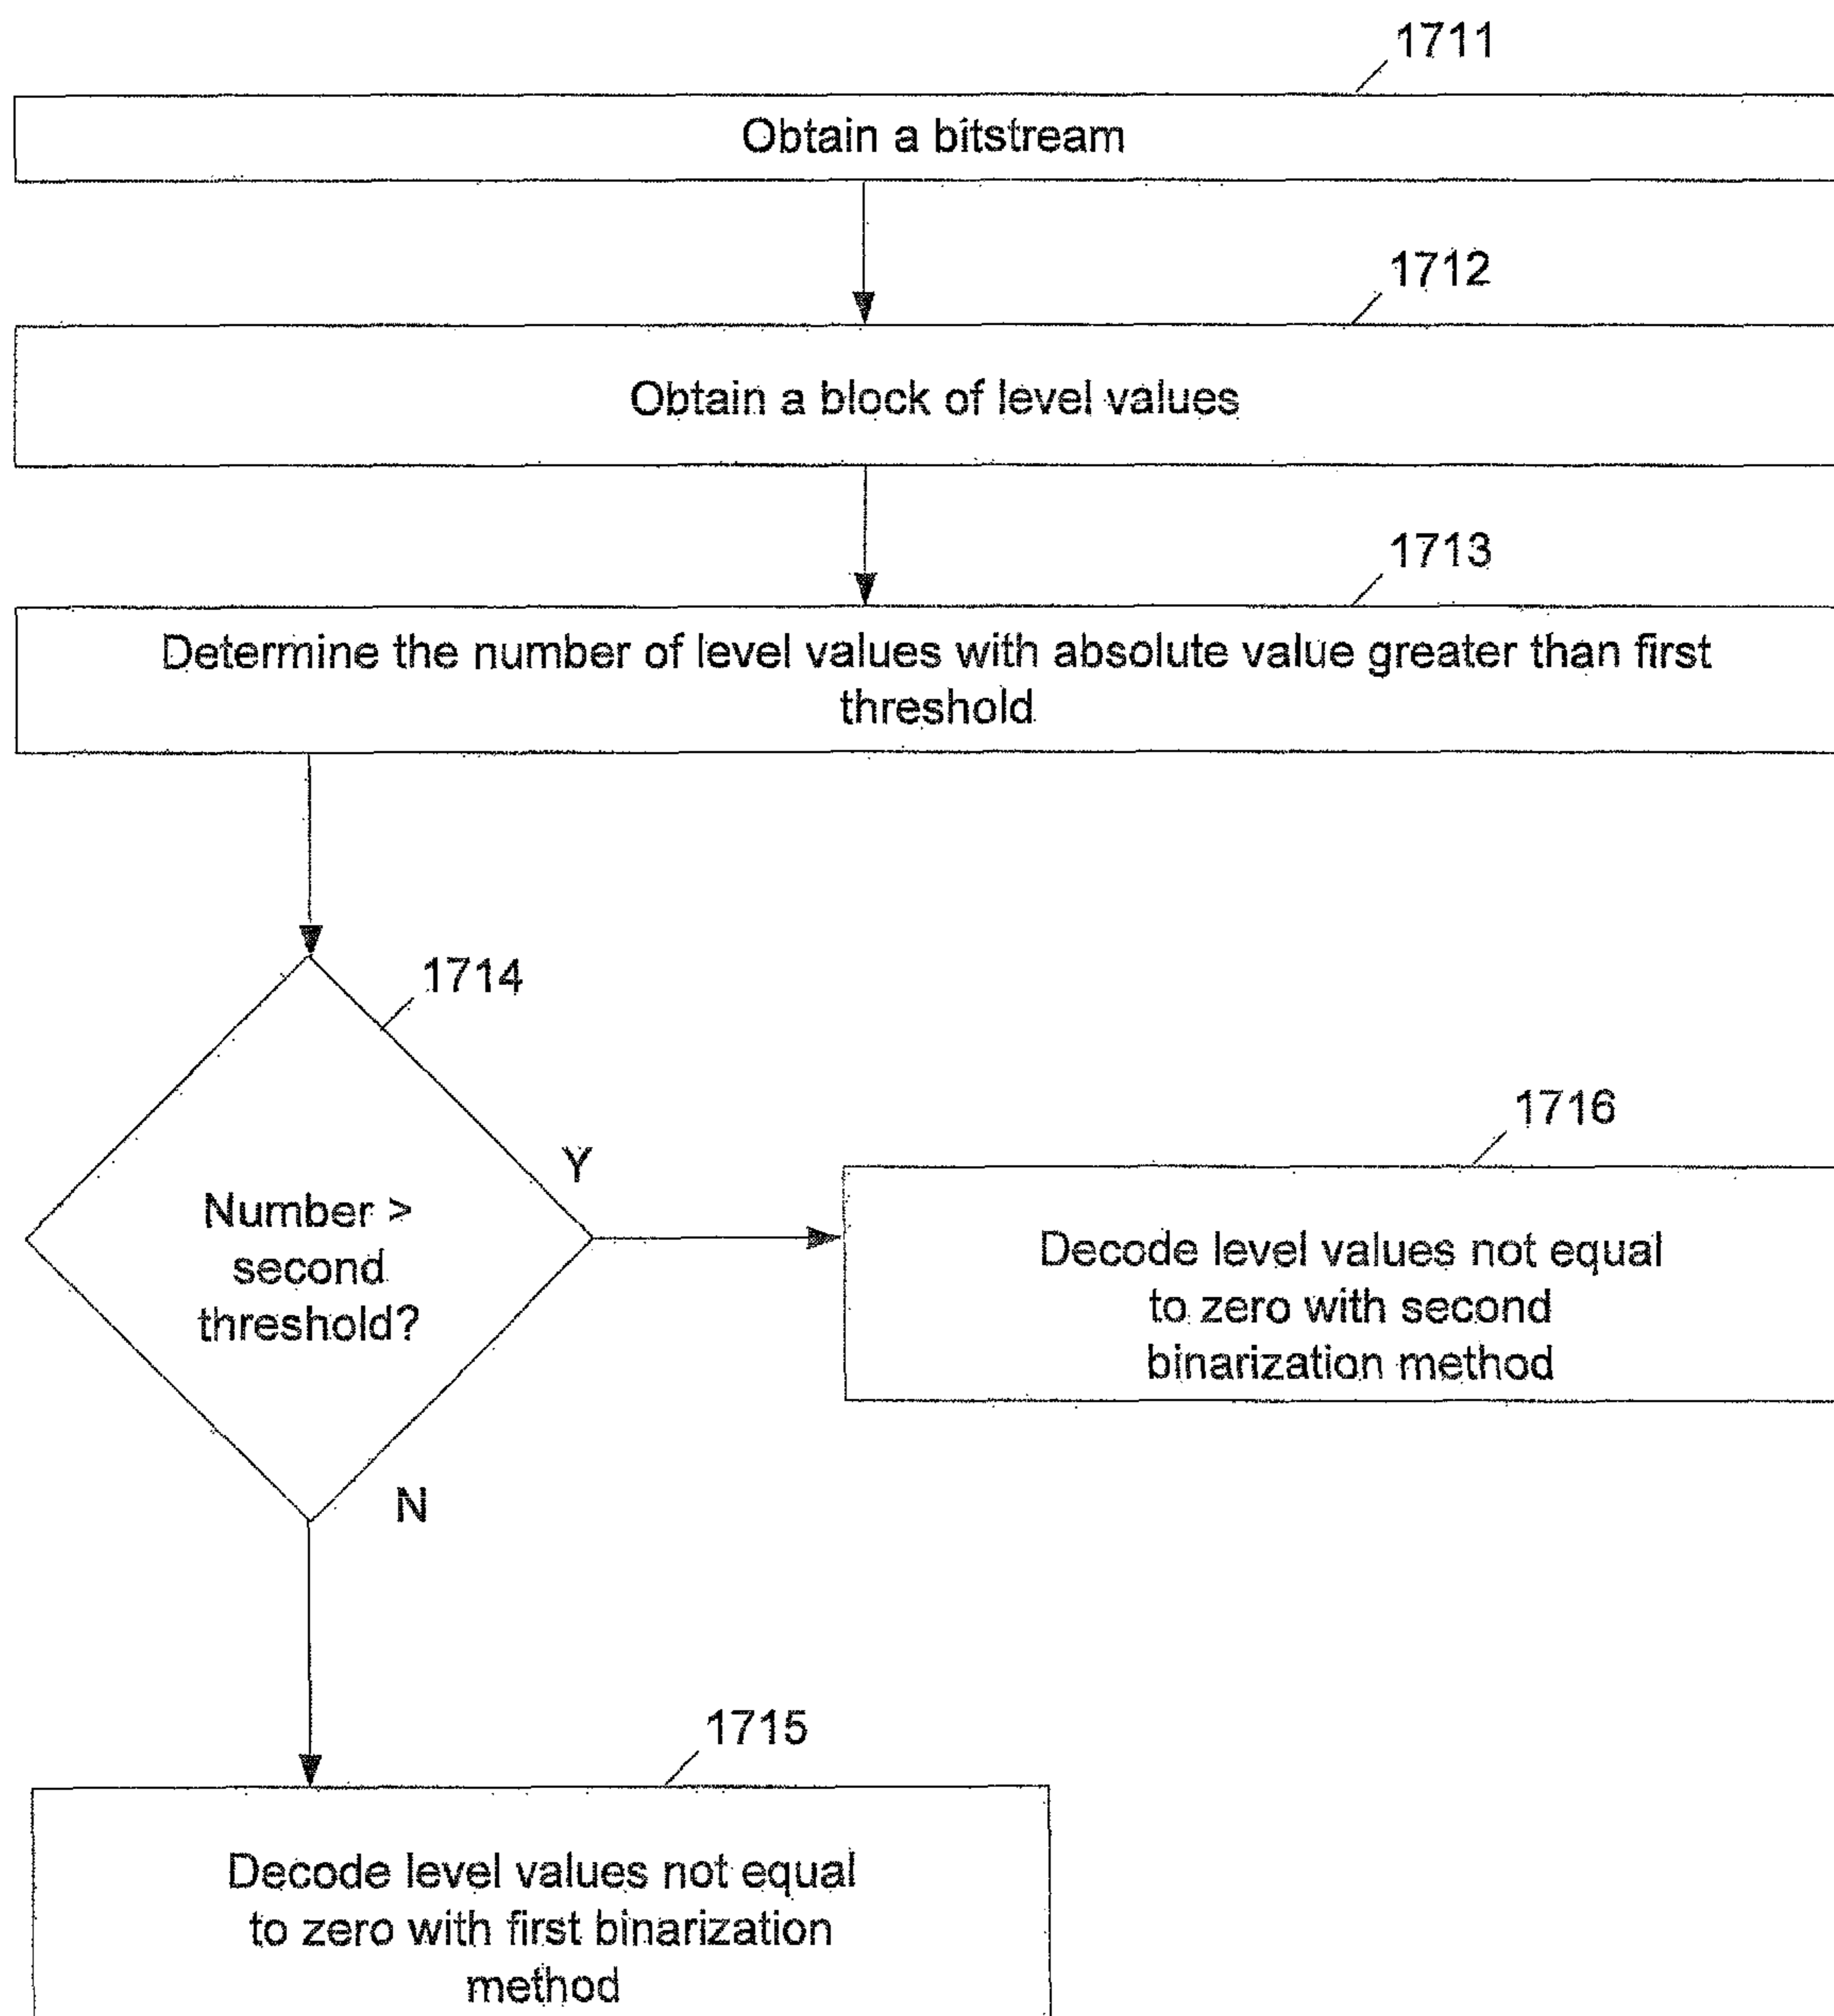 1711
Obtain a bitstream
1712
Obtain a block of level values
1713
Determine the number of level values with absolute value greater than first
threshold
1714
Number >
second
threshold?
Y
N
1716
Decode level values not equal
to zero with second
binarization method
1715
Decode level values not equal
to zero with first binarization
method